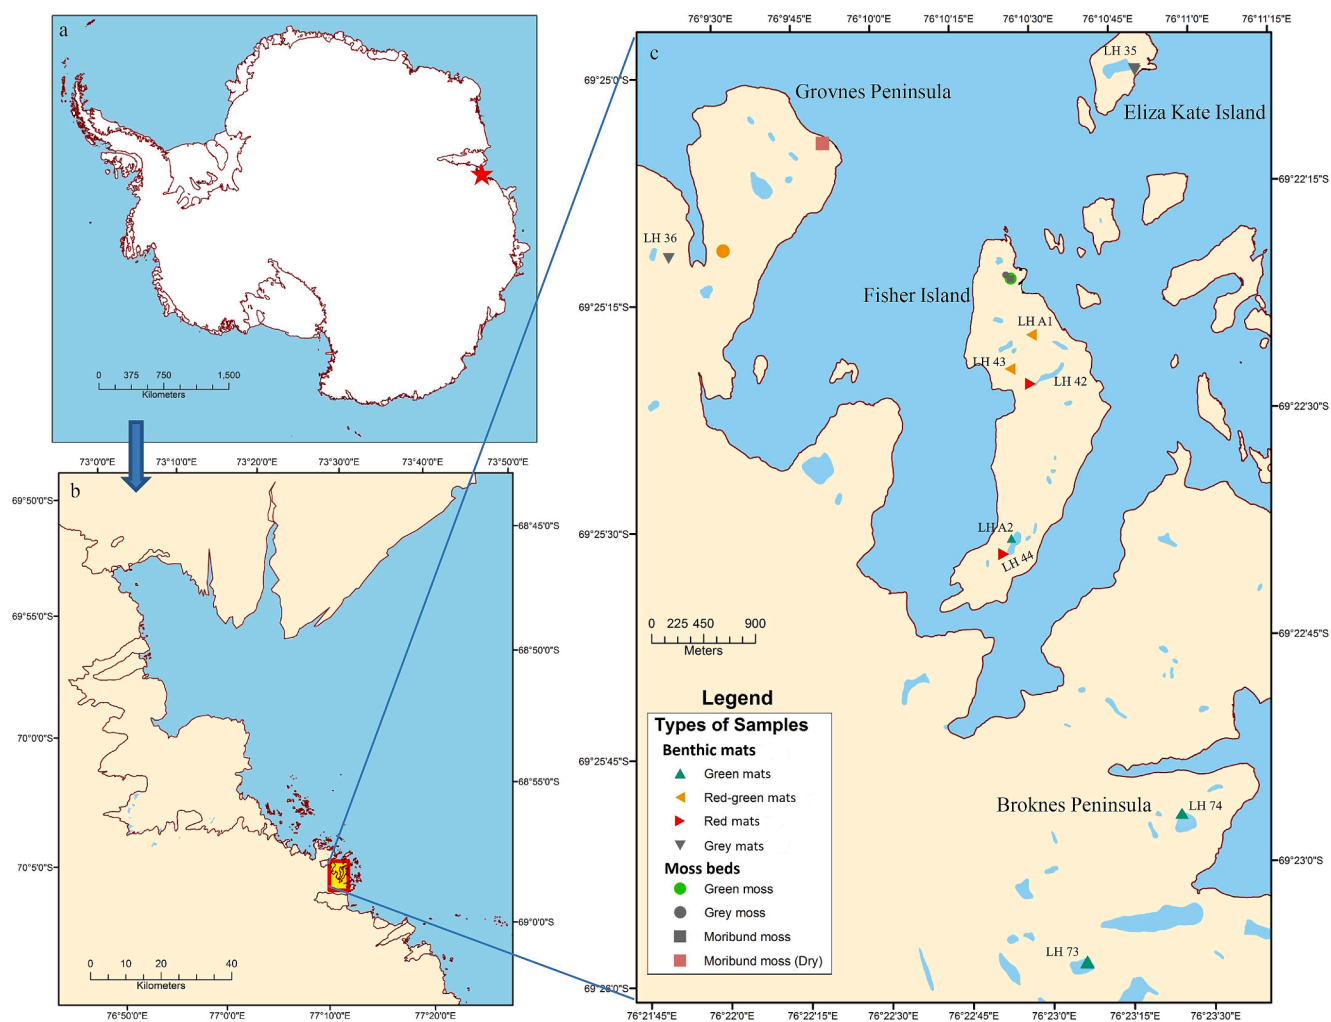 a
0 375 750 1,500
Kilometers
73°0'0"E 73°10'0"E 73°20'0"E 73°30'0"E 73°40'0"E 73°50'0"E
b
69°50'0"S
69°55'0"S
70°0'0"S
70°5'0"S
68°45'0"S
68°50'0"S
68°55'0"S
69°0'0"S
0 10 20 40
Kilometers
76°50'0"E 77°0'0"E 77°10'0"E 77°20'0"E
76°9'30"E 76°9'45"E 76°10'0"E 76°10'15"E 76°10'30"E 76°10'45"E 76°11'0"E 76°11'15"E
c
69°25'0"S
69°25'15"S
69°25'30"S
69°25'45"S
69°26'0"S
69°22'15"S
69°22'30"S
69°22'45"S
69°23'0"S
LH 35
Eliza Kate Island
Grovnes Peninsula
LH 36
Fisher Island
LH A1
LH 43
LH 42
LH A2
LH 44
0 225 450 900
Meters
Broknes Peninsula
LH 74
LH 73
Legend
Types of Samples
Benthic mats
Green mats
Red-green mats
Red mats
Grey mats
Moss beds
Green moss
Grey moss
Moribund moss
Moribund moss (Dry)
76°21'45"E 76°22'0"E 76°22'15"E 76°22'30"E 76°22'45"E 76°23'0"E 76°23'15"E 76°23'30"E